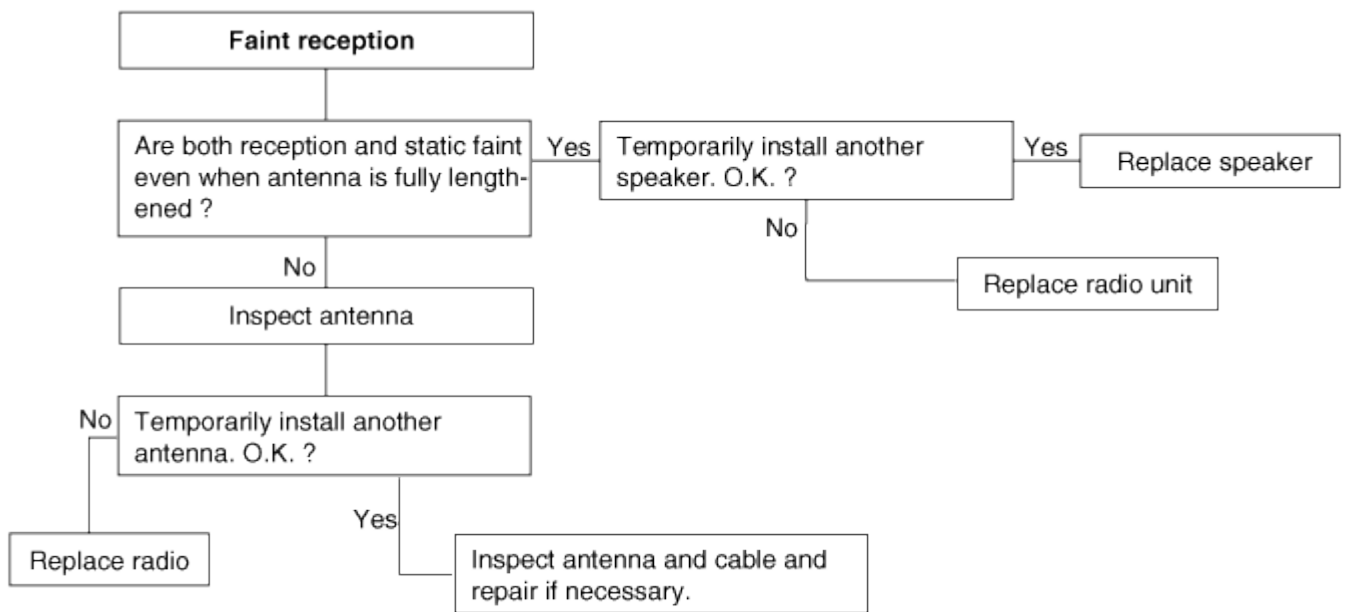 Faint reception
Are both reception and static faint
even when antenna is fully length-
ened ?
Yes
Temporarily install another
speaker. O.K. ?
Yes
Replace speaker
No
Replace radio unit
No
Inspect antenna
No
Temporarily install another
antenna. O.K. ?
Yes
Replace radio
Inspect antenna and cable and
repair if necessary.